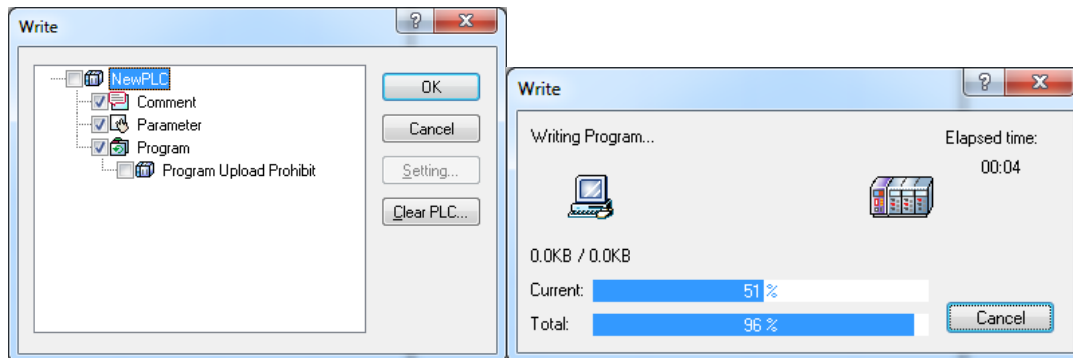 Write
NewPLC
Comment
Parameter
Program
Program Upload Prohibit
OK
Cancel
Setting...
Clear PLC...
Write
Writing Program...
Elapsed time:
00:04
0.0KB / 0.0KB
Current: 51 %
Total: 96 %
Cancel